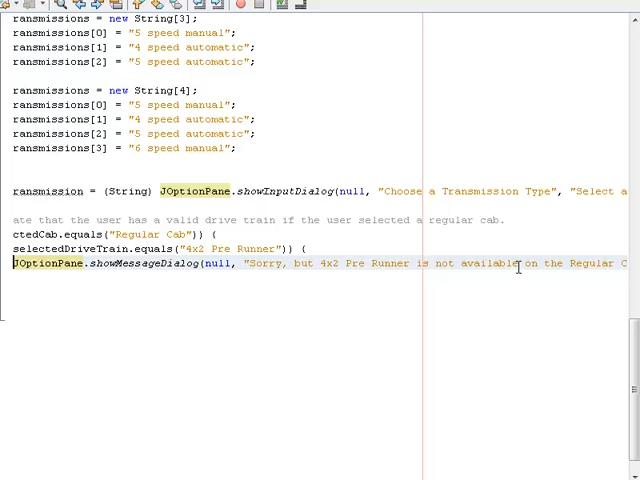 ransmissions = new String[3];
ransmissions[0] = "5 speed manual";
ransmissions[1] = "4 speed automatic";
ransmissions[2] = "5 speed automatic";
ransmissions = new String[4];
ransmissions[0] = "5 speed manual";
ransmissions[1] = "4 speed automatic";
ransmissions[2] = "5 speed automatic";
ransmissions[3] = "6 speed manual";
ransmission = (String) JOptionPane.showInputDialog(null, "Choose a Transmission Type", "Select a
ate that the user has a valid drive train if the user selected a regular cab.
ctedCab.equals("Regular Cab")) {
selectedDriveTrain.equals("4x2 Pre Runner")) {
JOptionPane.showMessageDialog(null, "Sorry, but 4x2 Pre Runner is not available on the Regular C